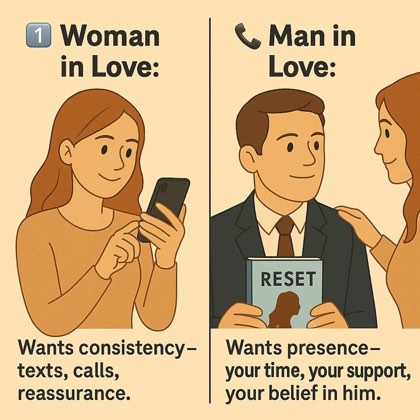 1 Woman
in Love:
Wants consistency–
texts, calls,
reassurance.
Man in
Love:
RESET
Wants presence–
your time, your support,
your belief in him.